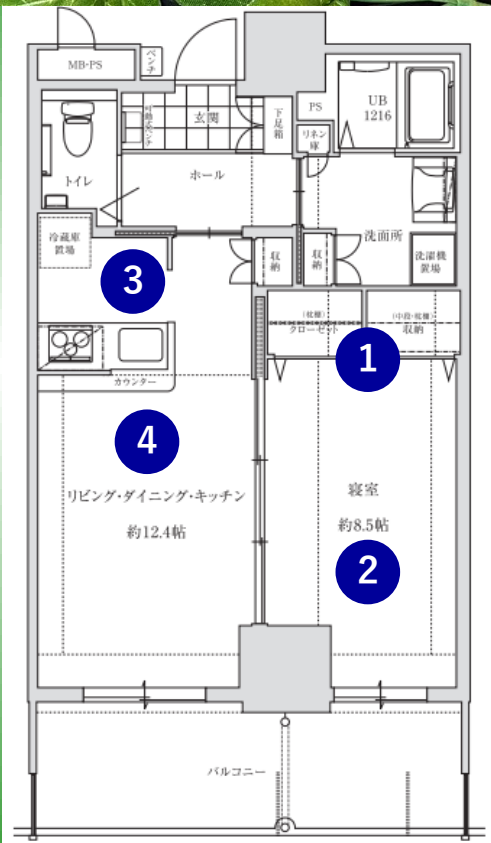 MB·PS
ベンチ
玄関
可動式ベンチ
下足箱
PS
UB
1216
リネン
庫
トイレ
ホール
洗面所
冷蔵庫
置場
収納
収納
洗濯機
置場
3
(枕棚)
クローゼット
(中段・枕棚)
収納
1
カウンター
4
リビング・ダイニング・キッチン
約12.4帖
寝室
約8.5帖
2
バルコニー